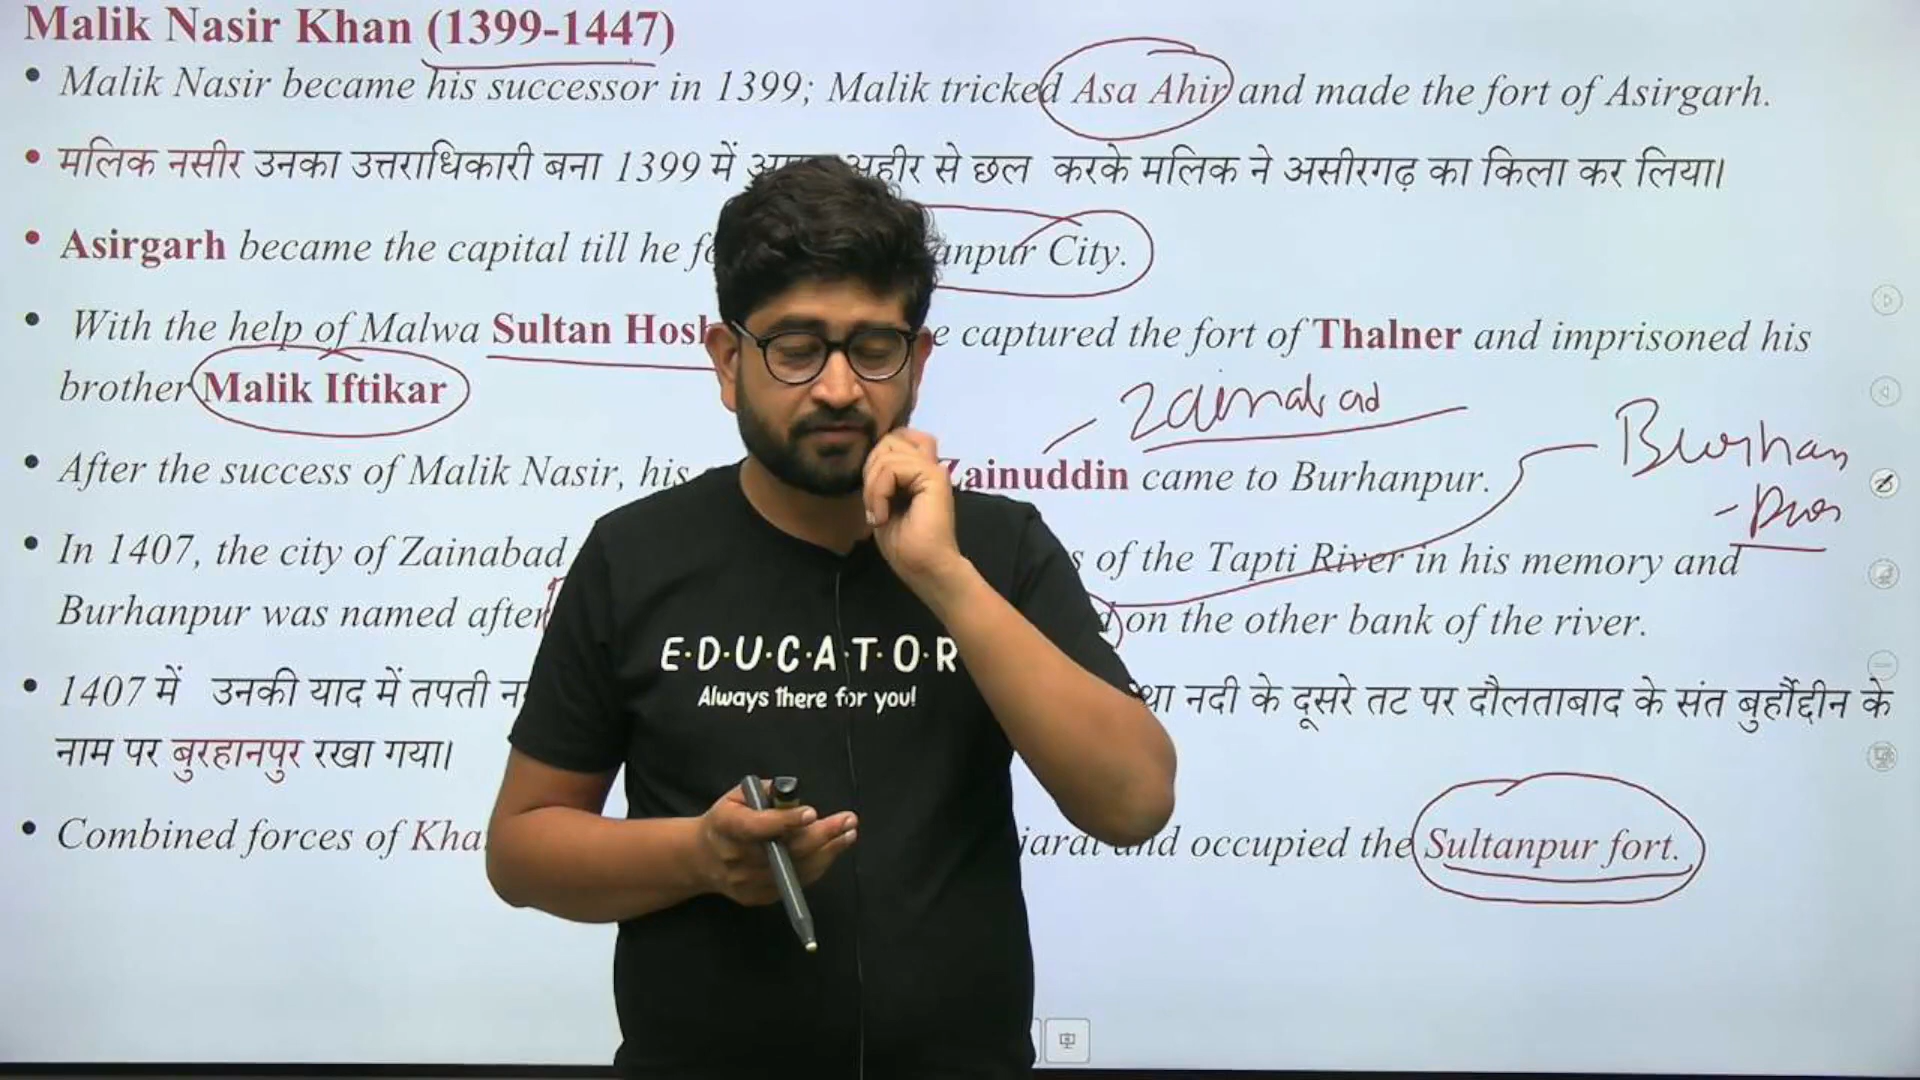 Malik Nasir Khan (1399-1447)
• Malik Nasir became his successor in 1399; Malik tricked Asa Ahir and made the fort of Asirgarh.
• मलिक नसीर उनका उत्तराधिकारी बना 1399 में अहीर से छल करके मलिक ने असीरगढ़ का किला कर लिया।
• Asirgarh became the capital till he City.
• With the help of Malwa Sultan captured the fort of Thalner and imprisoned his
brother Malik Iftikar
Zainabad
Burhan
-pur
• After the success of Malik Nasir, his Zainuddin came to Burhanpur.
• In 1407, the city of Zainabad of the Tapti River in his memory and
Burhanpur was named after on the other bank of the river.
• 1407 में उनकी याद में तपती नदी के दूसरे तट पर दौलताबाद के संत बुर्हौद्दीन के
नाम पर बुरहानपुर रखा गया।
• Combined forces of and occupied the Sultanpur fort.
E·D·U·C·A·T·O·R
Always there for you!